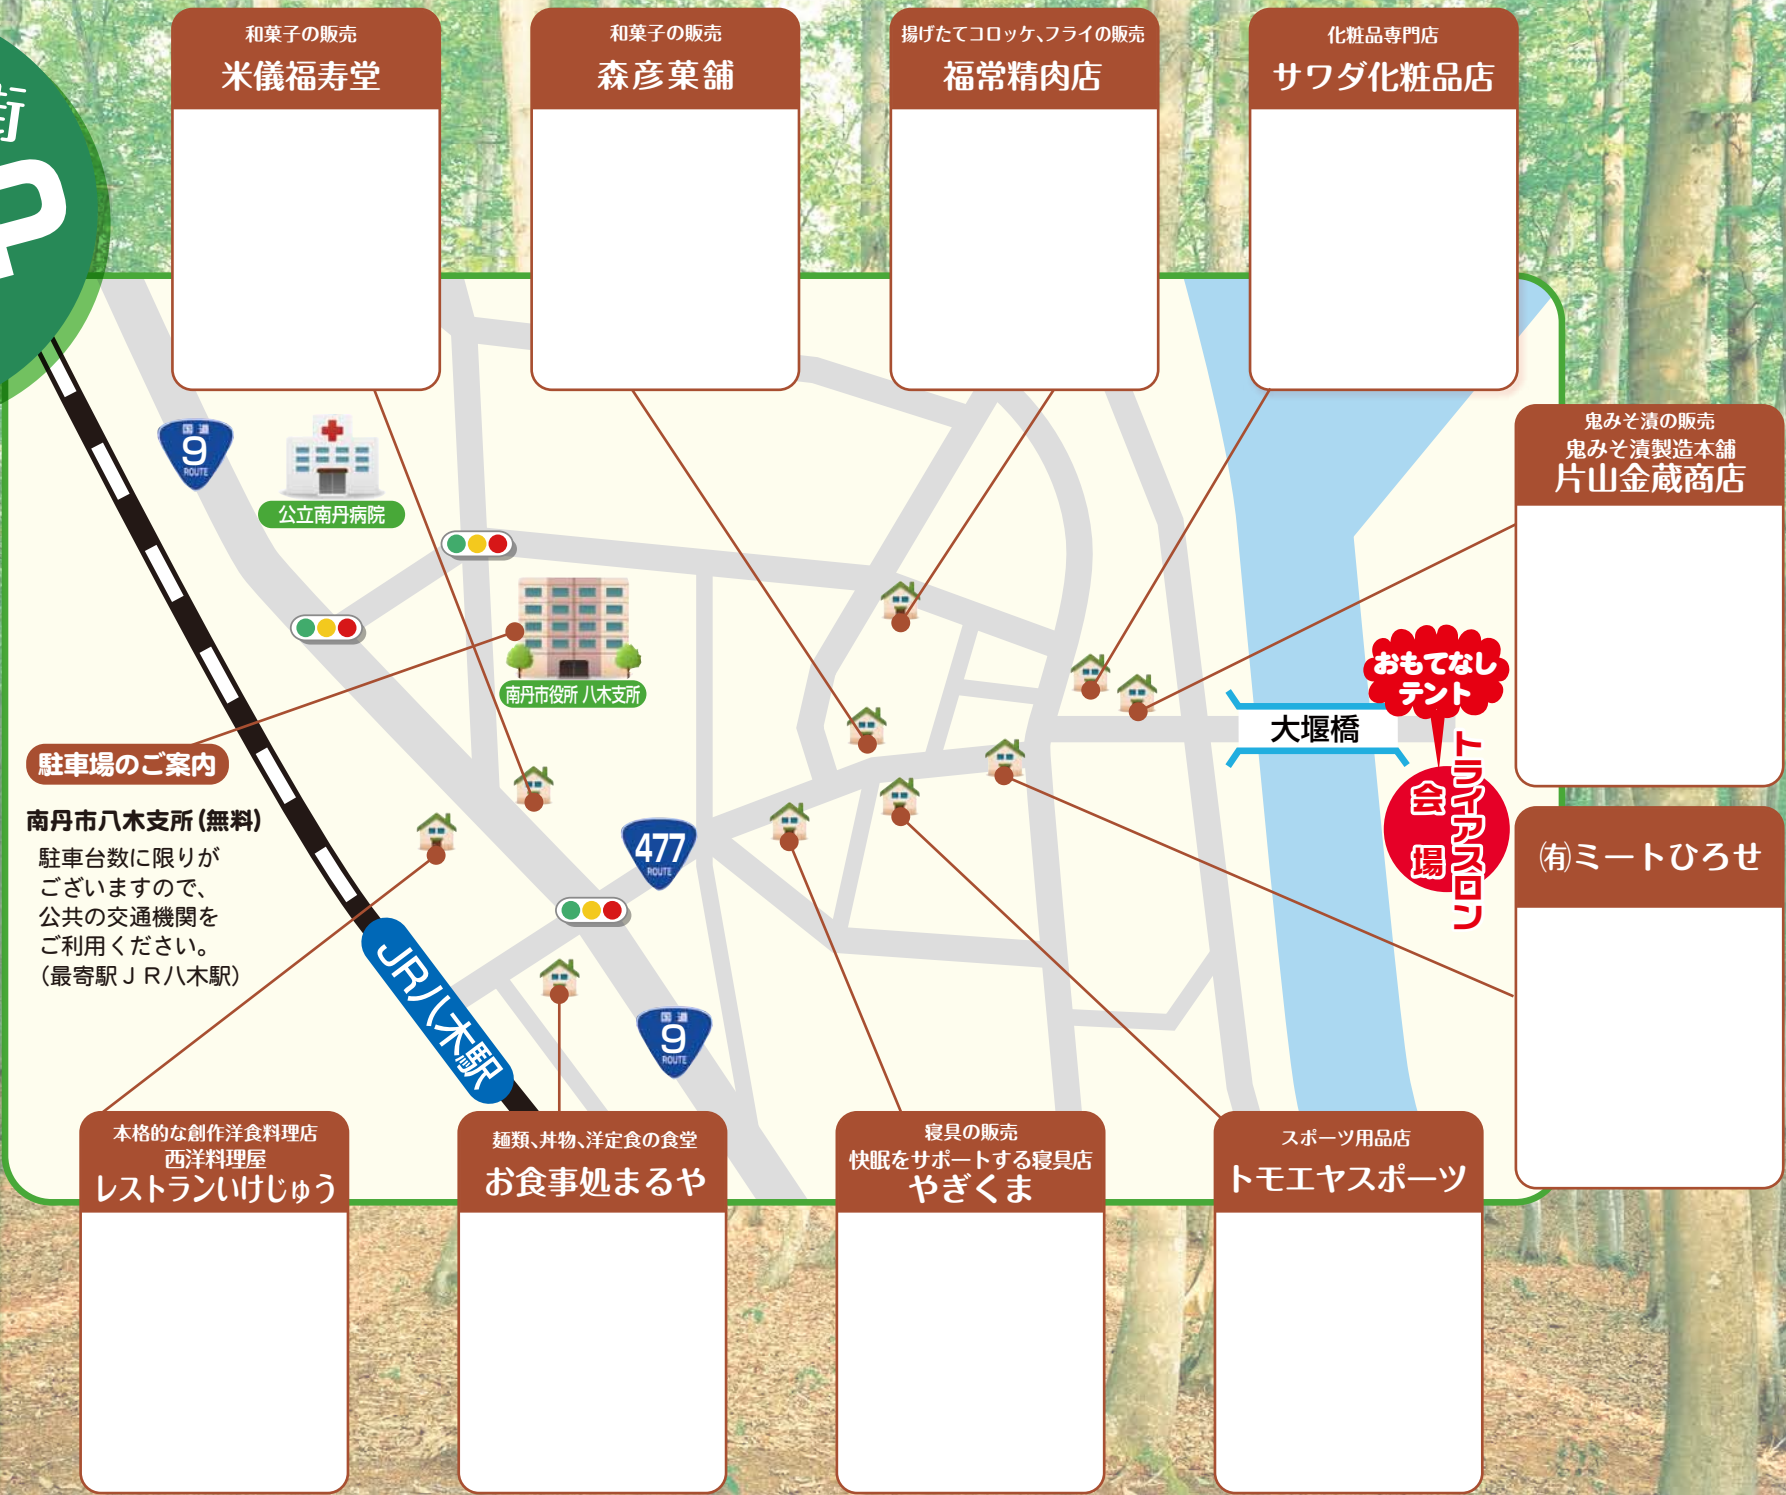 街
和菓子の販売
米儀福寿堂
和菓子の販売
森彦菓舗
揚げたてコロッケ、フライの販売
福常精肉店
化粧品専門店
サワダ化粧品店
鬼みそ漬の販売
鬼みそ漬製造本舗
片山金蔵商店
㈲ミートひろせ
国道
9
ROUTE
公立南丹病院
南丹市役所 八木支所
おもてなし
テント
大堰橋
トライアスロン
会場
駐車場のご案内
南丹市八木支所(無料)
駐車台数に限りが
ございますので、
公共の交通機関を
ご利用ください。
(最寄駅JR八木駅)
477
ROUTE
JR八木駅
国道
9
ROUTE
本格的な創作洋食料理店
西洋料理屋
レストランいけじゅう
麺類、丼物、洋定食の食堂
お食事処まるや
寝具の販売
快眠をサポートする寝具店
やぎくま
スポーツ用品店
トモエヤスポーツ